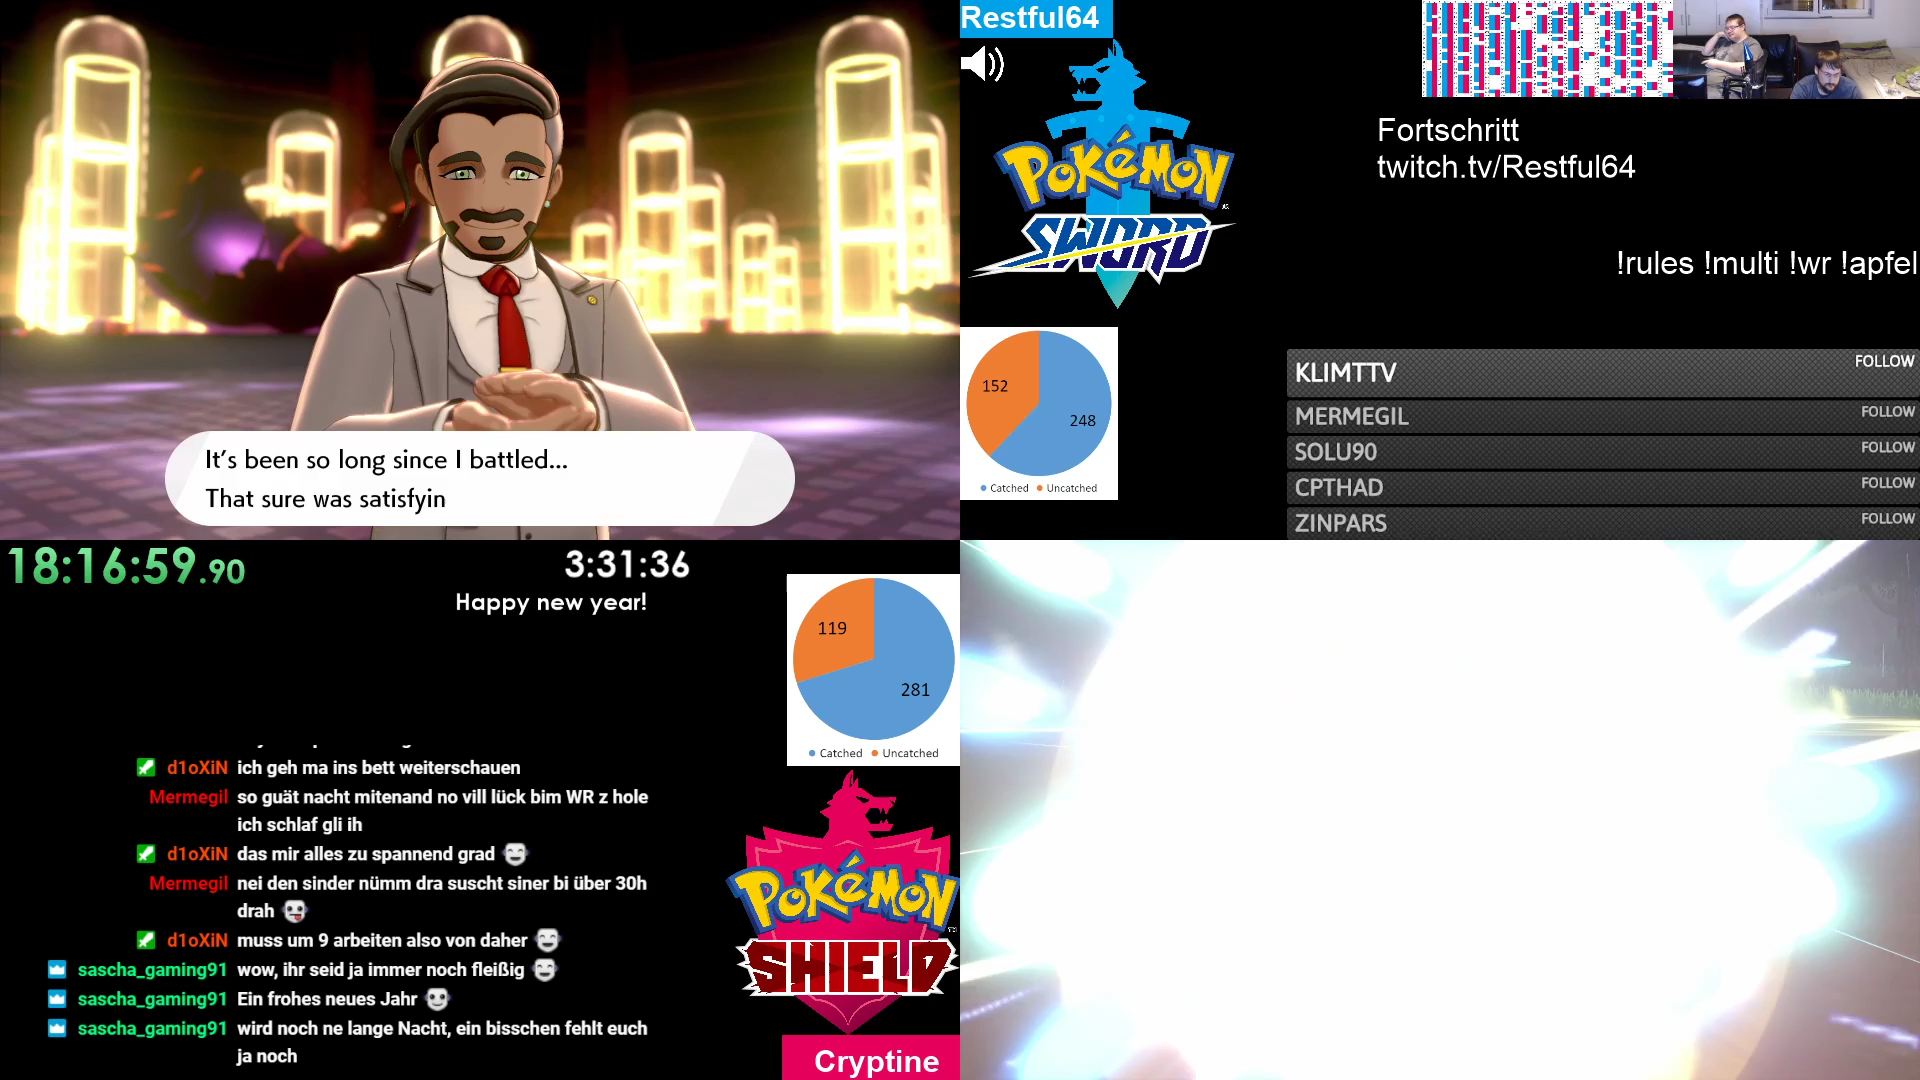 It's been so long since I battled...
That sure was satisfyin
Restful64
POKéMON
SWORD
Fortschritt
twitch.tv/Restful64
!rules !multi !wr !apfel
152
248
Catched Uncatched
KLIMTTV FOLLOW
MERMEGIL FOLLOW
SOLU90 FOLLOW
CPTHAD FOLLOW
ZINPARS FOLLOW
18:16:59.90
3:31:36
Happy new year!
119
281
Catched Uncatched
d1oXiN ich geh ma ins bett weiterschauen
Mermegil so guät nacht mitenand no vill lück bim WR z hole
ich schlaf gli ih
d1oXiN das mir alles zu spannend grad
Mermegil nei den sinder nümm dra suscht siner bi über 30h
drah
d1oXiN muss um 9 arbeiten also von daher
sascha_gaming91 wow, ihr seid ja immer noch fleißig
sascha_gaming91 Ein frohes neues Jahr
sascha_gaming91 wird noch ne lange Nacht, ein bisschen fehlt euch
ja noch
POKéMON
SHIELD
Cryptine